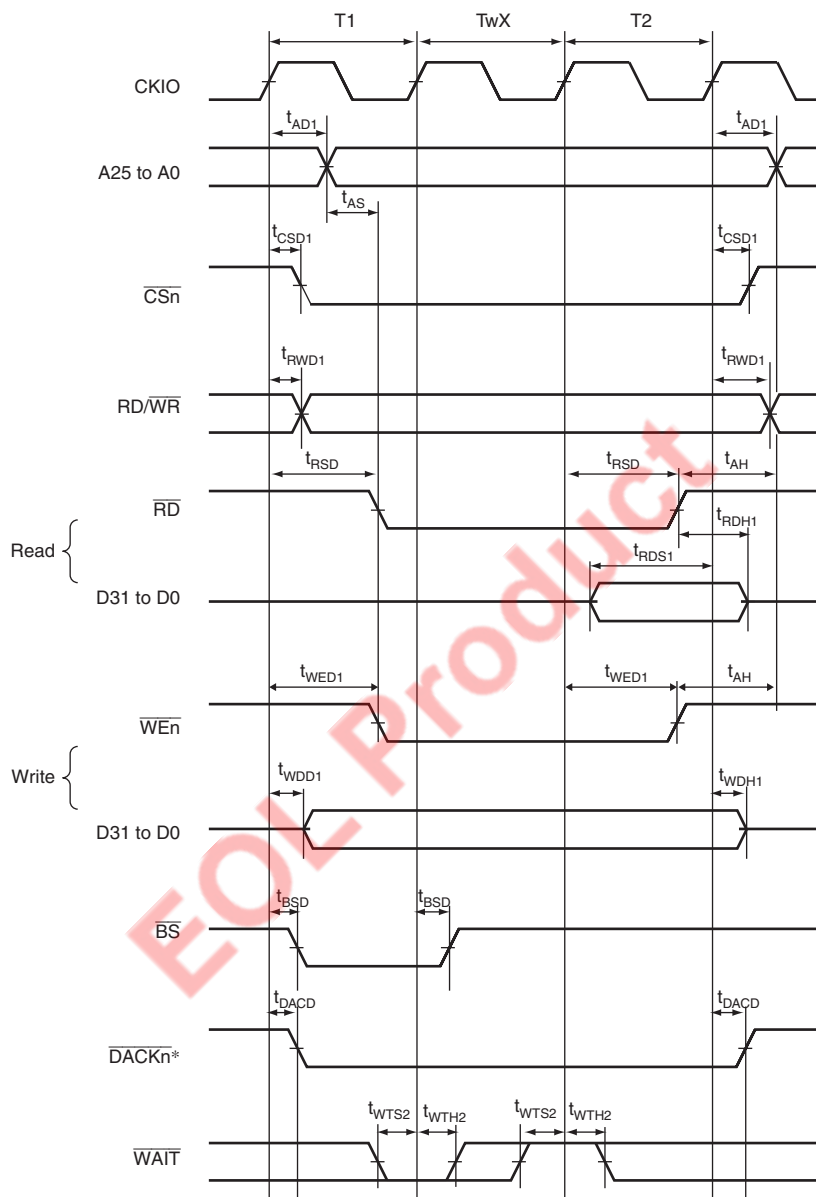 T1 TwX T2
CKIO
tAD1 tAD1
A25 to A0
tAS
tCSD1 tCSD1
CSn
tRWD1 tRWD1
RD/WR
tRSD tRSD tAH
RD
tRDH1
Read
tRDS1
D31 to D0
tWED1 tWED1 tAH
WEn
Write
tWDD1 tWDH1
D31 to D0
tBSD tBSD
BS
tDACD tDACD
DACKn*
tWTS2 tWTH2 tWTS2 tWTH2
WAIT
EOL Product